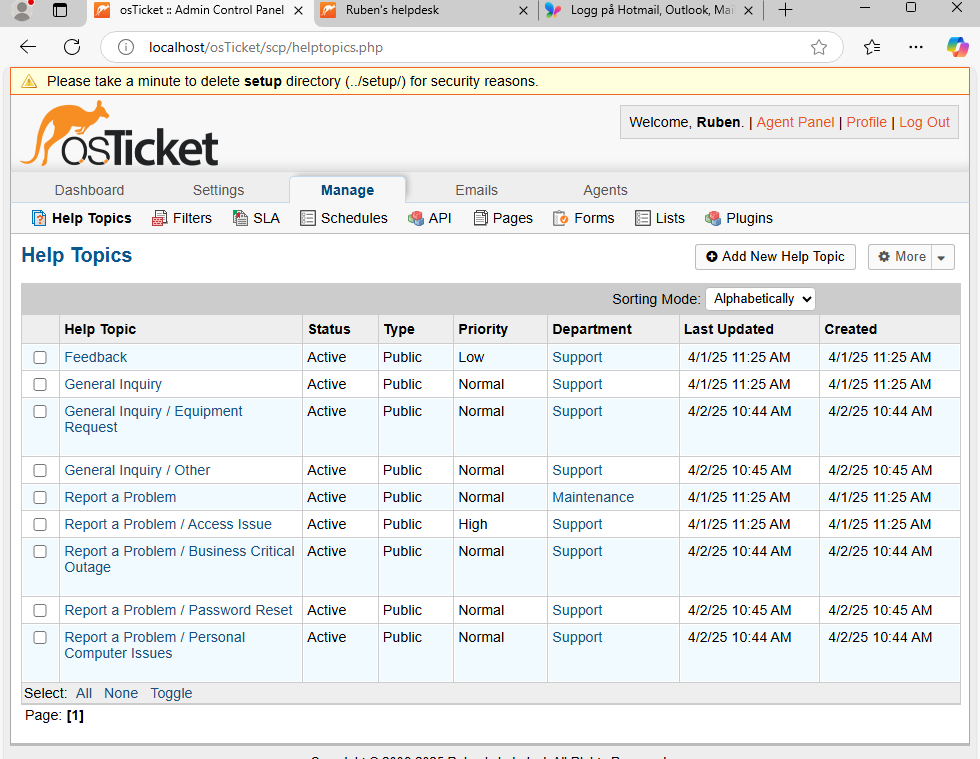 osTicket :: Admin Control Panel
Ruben's helpdesk
Logg på Hotmail, Outlook, Mai
localhost/osTicket/scp/helptopics.php
Please take a minute to delete setup directory (../setup/) for security reasons.
osTicket
Welcome, Ruben. | Agent Panel | Profile | Log Out
Dashboard Settings Manage Emails Agents
Help Topics Filters SLA Schedules API Pages Forms Lists Plugins
Help Topics
Add New Help Topic More
Sorting Mode: Alphabetically
Help Topic Status Type Priority Department Last Updated Created
Feedback Active Public Low Support 4/1/25 11:25 AM 4/1/25 11:25 AM
General Inquiry Active Public Normal Support 4/1/25 11:25 AM 4/1/25 11:25 AM
General Inquiry / Equipment Active Public Normal Support 4/2/25 10:44 AM 4/2/25 10:44 AM
Request
General Inquiry / Other Active Public Normal Support 4/2/25 10:45 AM 4/2/25 10:45 AM
Report a Problem Active Public Normal Maintenance 4/1/25 11:25 AM 4/1/25 11:25 AM
Report a Problem / Access Issue Active Public High Support 4/1/25 11:25 AM 4/1/25 11:25 AM
Report a Problem / Business Critical Active Public Normal Support 4/2/25 10:44 AM 4/2/25 10:44 AM
Outage
Report a Problem / Password Reset Active Public Normal Support 4/2/25 10:45 AM 4/2/25 10:45 AM
Report a Problem / Personal Active Public Normal Support 4/2/25 10:44 AM 4/2/25 10:44 AM
Computer Issues
Select: All None Toggle
Page: [1]